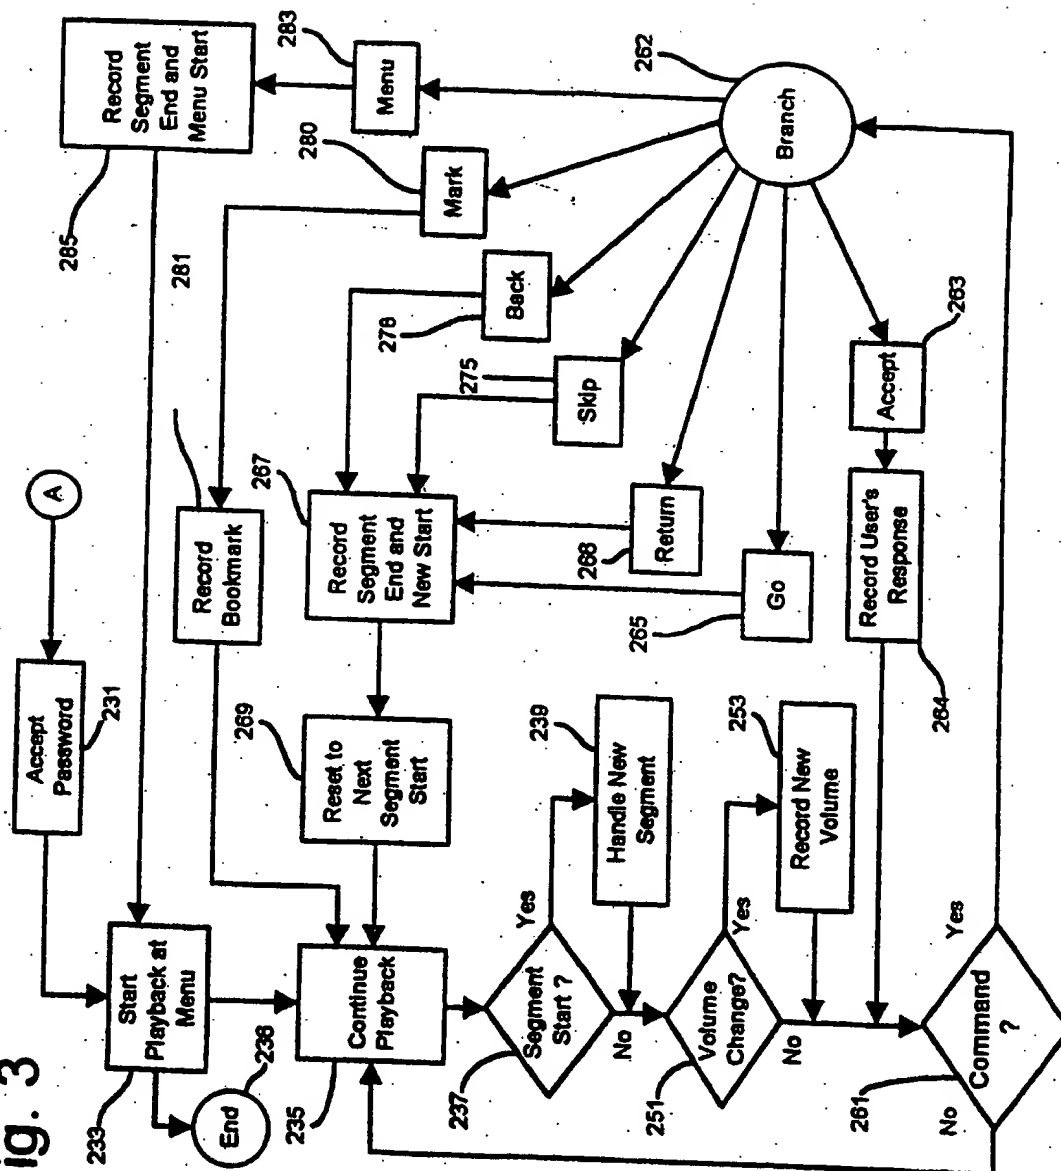 ig. 3
Accept
Password
231
A
285
Record
Segment
End and
Menu Start
233
Start
Playback at
Menu
End
236
Record
Bookmark
281
283
Menu
280
Mark
278
Back
275
Skip
267
Record
Segment
End and
New Start
269
Reset to
Next
Segment
Start
235
Continue
Playback
268
Return
265
Go
262
Branch
237
Segment
Start ?
Yes
No
239
Handle New
Segment
251
Volume
Change?
Yes
No
253
Record New
Volume
Accept
263
Record User's
Response
264
261
Command
?
Yes
No